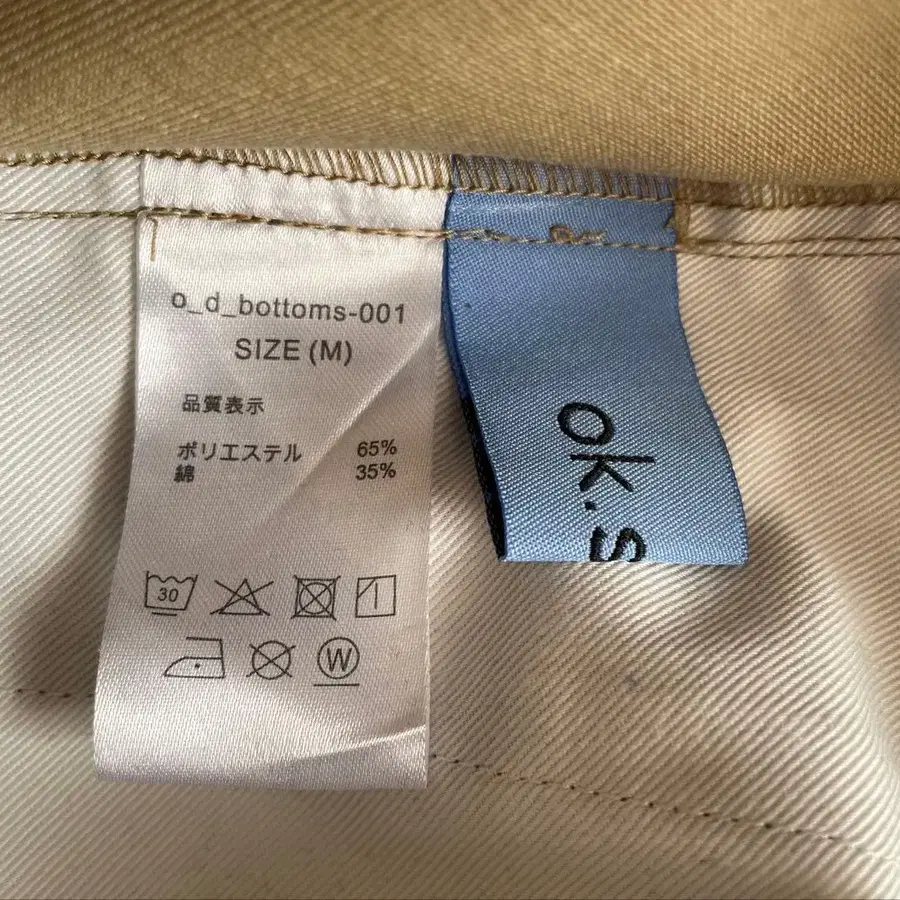 o_d_bottoms-001
SIZE (M)
品質表示
ポリエステル 65%
綿 35%
30
W
ok.s